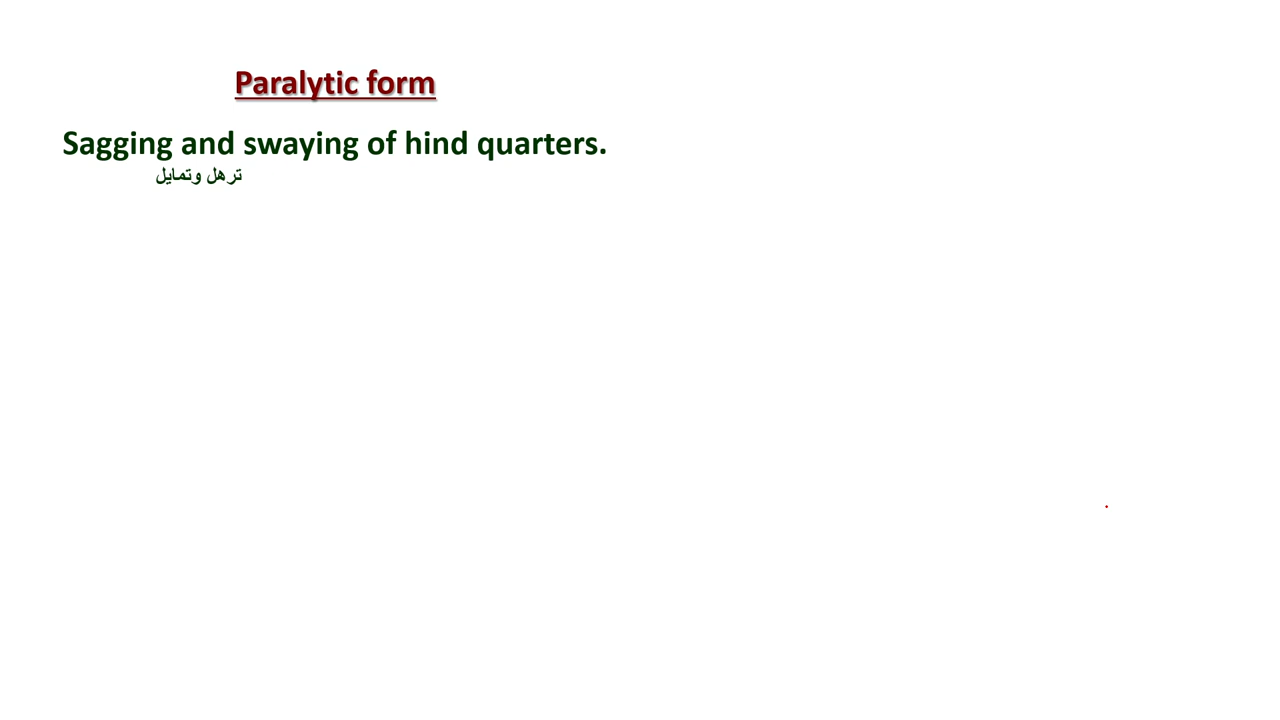 Paralytic form
Sagging and swaying of hind quarters.
ترهل وتمايل